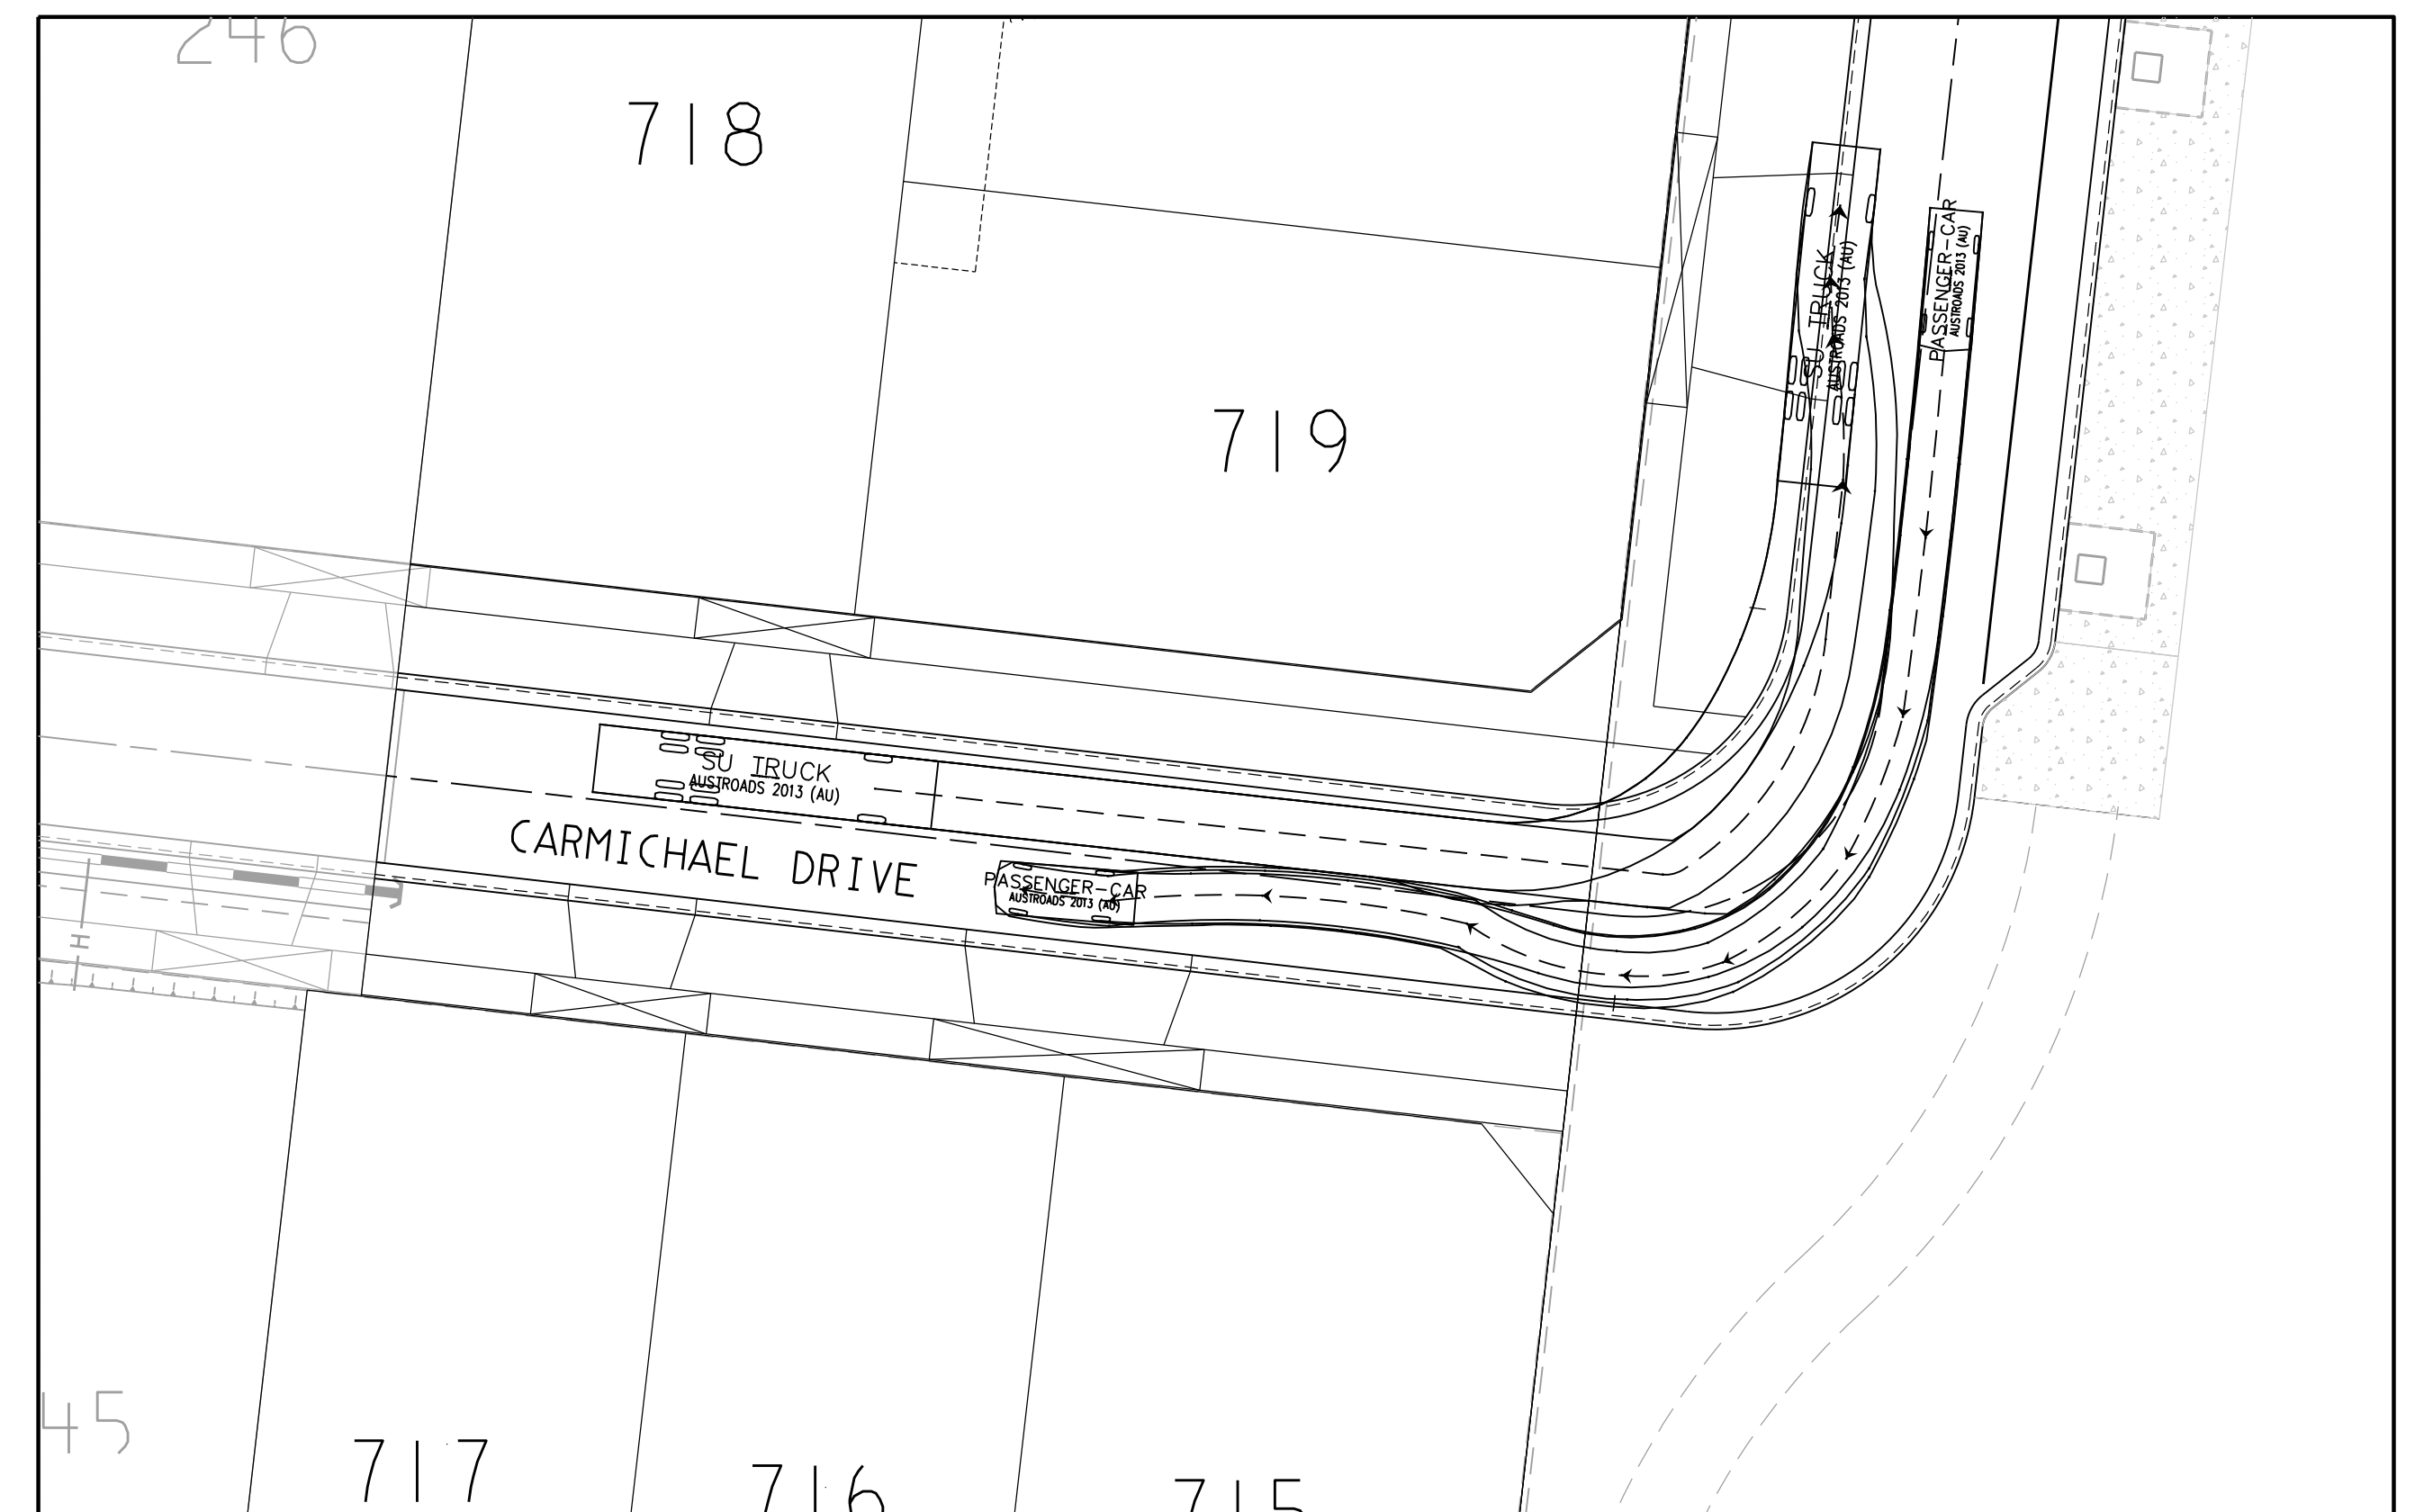 246
718
PASSENGER-CAR
AUSTROADS 2013 (AU)
SU TRUCK
AUSTROADS 2013 (AU)
719
SU TRUCK
AUSTROADS 2013 (AU)
CARMICHAEL DRIVE
PASSENGER-CAR
AUSTROADS 2013 (AU)
H
45
717
716
715